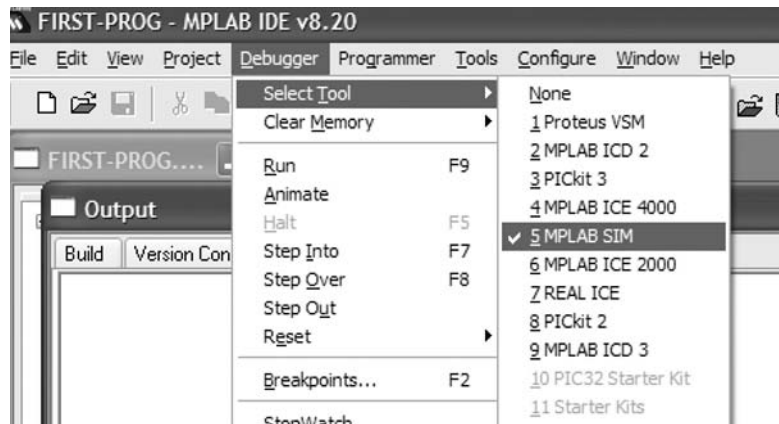 FIRST-PROG - MPLAB IDE v8.20
File Edit View Project Debugger Programmer Tools Configure Window Help
FIRST-PROG....
Output
Build Version Con
Select Tool
Clear Memory
Run F9
Animate
Halt F5
Step Into F7
Step Over F8
Step Out
Reset
Breakpoints... F2
StopWatch
None
1 Proteus VSM
2 MPLAB ICD 2
3 PICkit 3
4 MPLAB ICE 4000
5 MPLAB SIM
6 MPLAB ICE 2000
7 REAL ICE
8 PICkit 2
9 MPLAB ICD 3
10 PIC32 Starter Kit
11 Starter Kits